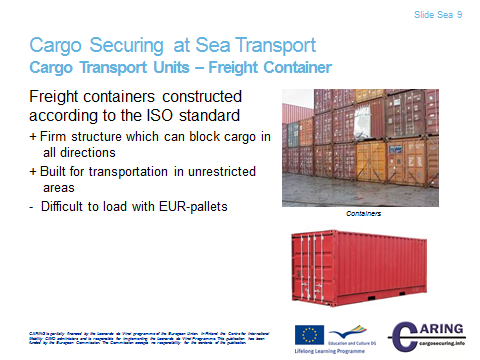 Slide Sea 9
Cargo Securing at Sea Transport
Cargo Transport Units – Freight Container
Freight containers constructed
according to the ISO standard
+ Firm structure which can block cargo in
all directions
+ Built for transportation in unrestricted
areas
- Difficult to load with EUR-pallets
Containers
CARING is partially financed by the Leonardo da Vinci programme of the European Union. In Finland the Centre for International
Mobility CIMO administers and is responsible for implementing the Leonardo da Vinci Programme. This publication has been
funded by the European Commission. The Commission accepts no responsibility for the contents of the publication.
Education and Culture DG
Lifelong Learning Programme
CARING
cargosecuring.info